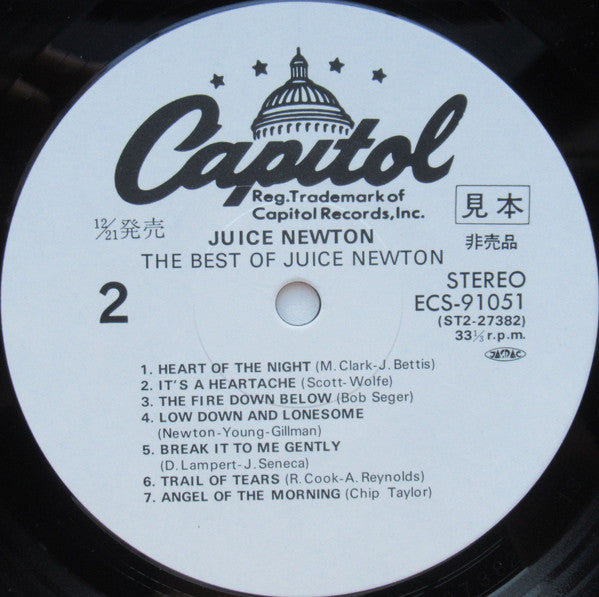 Capitol
Reg.Trademark of
Capitol Records, Inc.
見本
12/21発売
非売品
JUICE NEWTON
THE BEST OF JUICE NEWTON
2
STEREO
ECS-91051
(ST2-27382)
33⅓ r.p.m.
JASRAC
1. HEART OF THE NIGHT (M. Clark-J. Bettis)
2. IT'S A HEARTACHE (Scott-Wolfe)
3. THE FIRE DOWN BELOW (Bob Seger)
4. LOW DOWN AND LONESOME
(Newton-Young-Gillman)
5. BREAK IT TO ME GENTLY
(D. Lampert-J. Seneca)
6. TRAIL OF TEARS (R. Cook-A. Reynolds)
7. ANGEL OF THE MORNING (Chip Taylor)